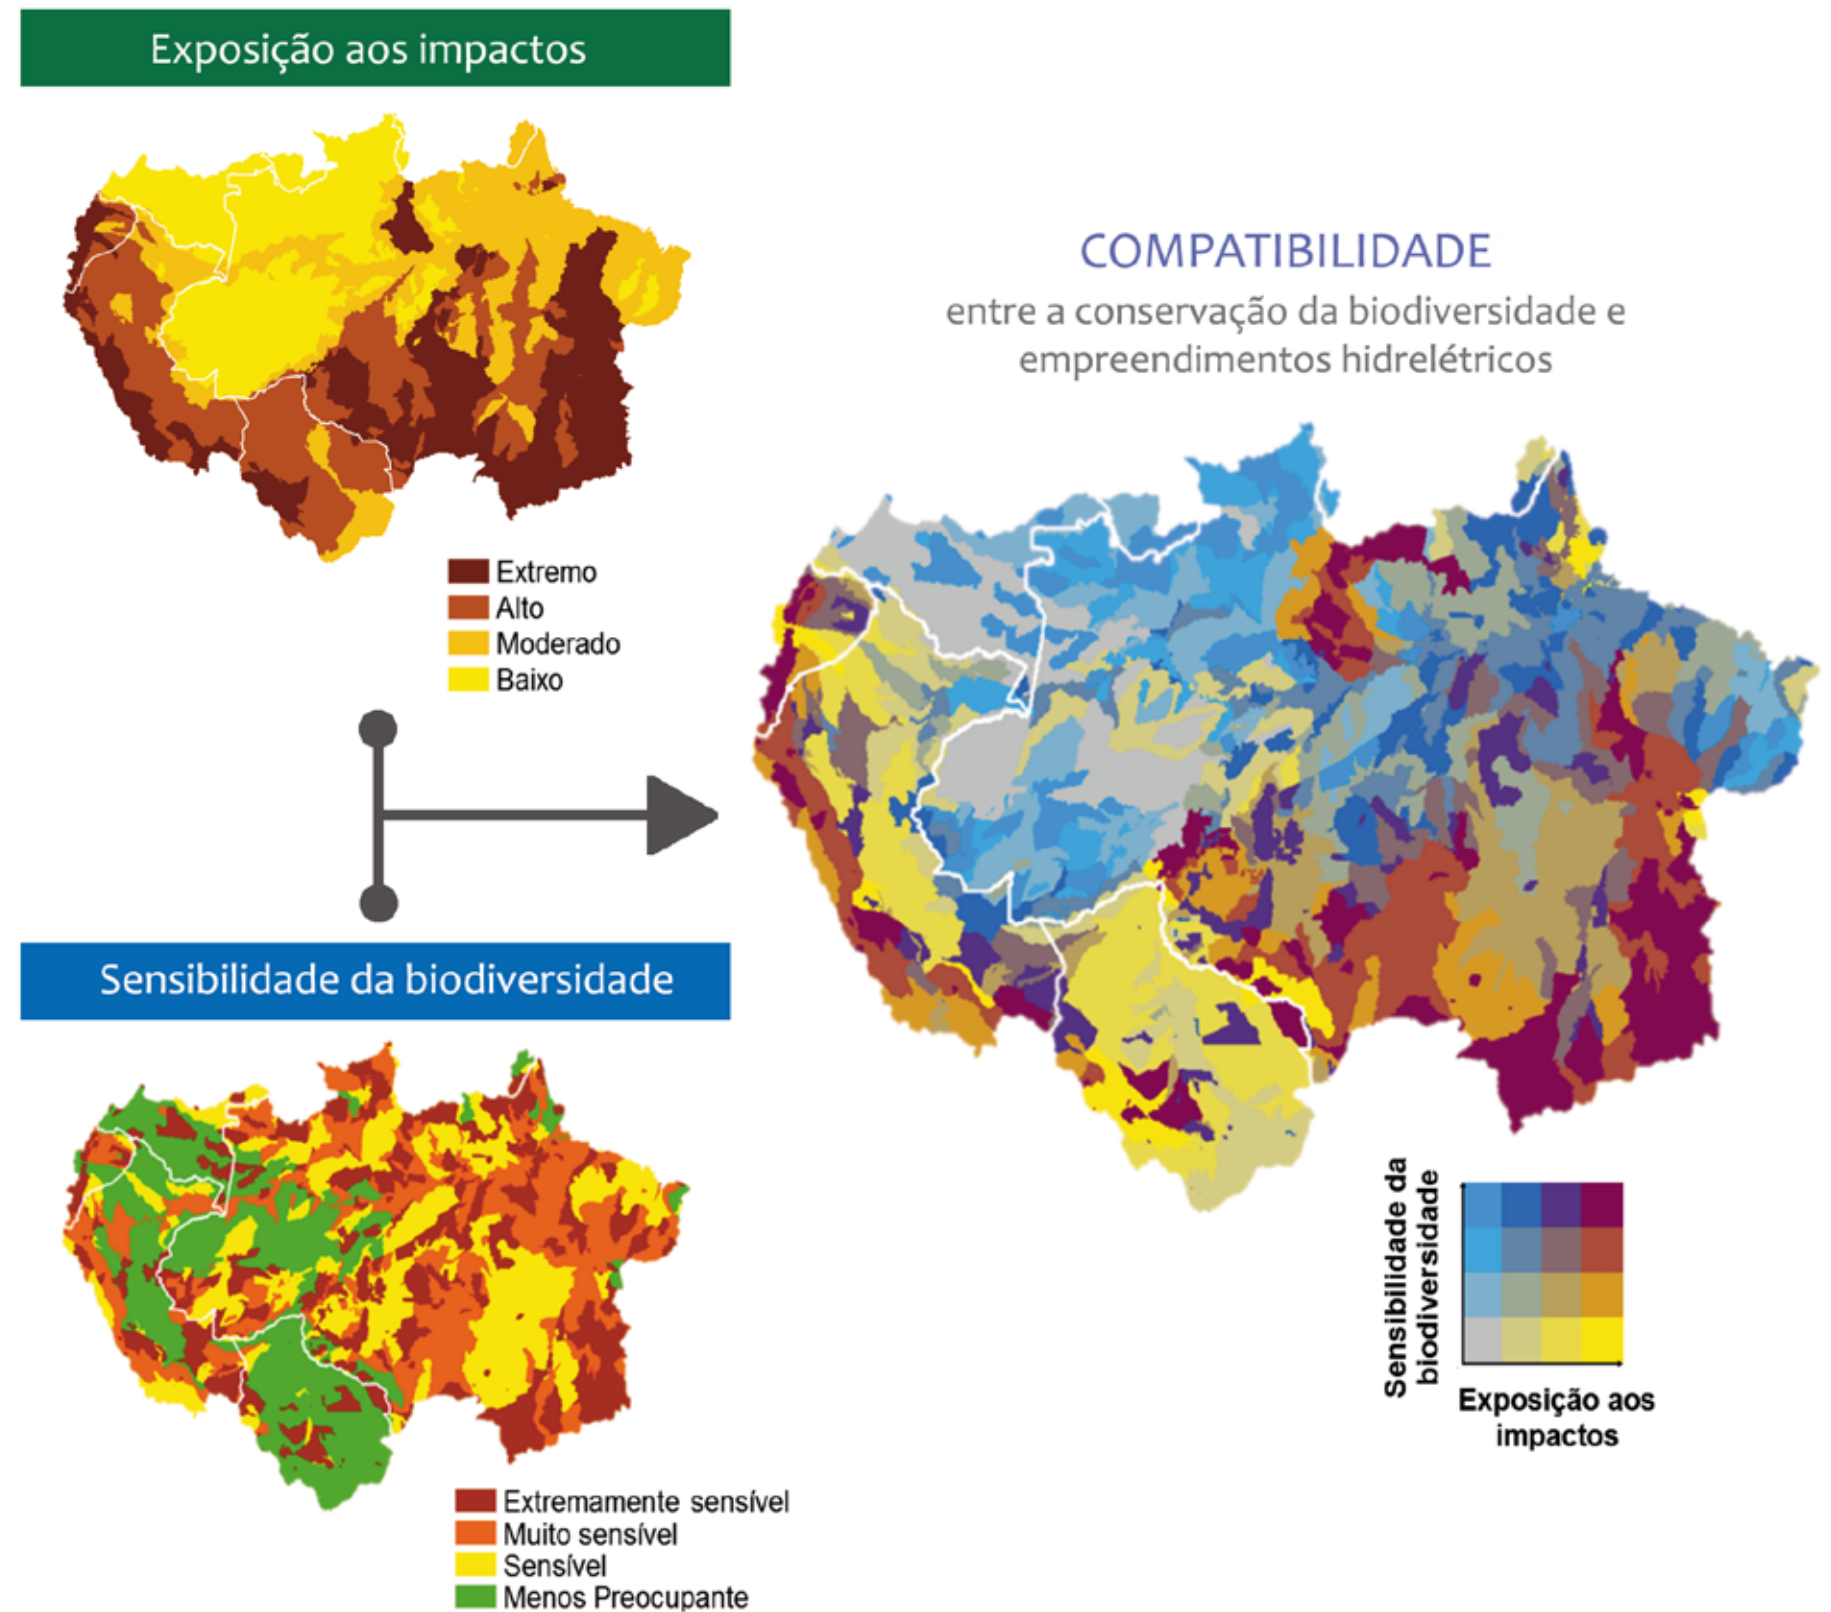 Exposição aos impactos
Extremo
Alto
Moderado
Baixo
Sensibilidade da biodiversidade
Extremamente sensível
Muito sensível
Sensível
Menos Preocupante
COMPATIBILIDADE
entre a conservação da biodiversidade e
empreendimentos hidrelétricos
Sensibilidade da
biodiversidade
Exposição aos
impactos